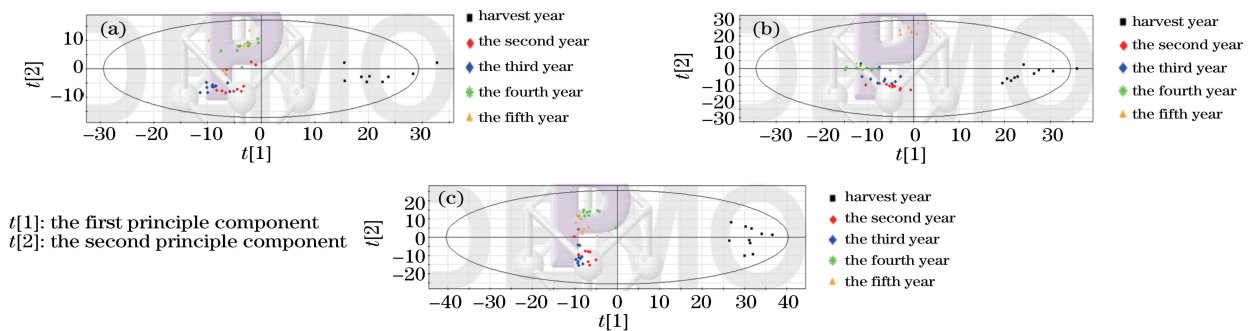 (a)
t[2]
10
0
−10
−30
−20
−10
0
10
20
30
t[1]
harvest year
the second year
the third year
the fourth year
the fifth year
(b)
t[2]
30
20
10
0
−10
−20
−30
−30
−20
−10
0
10
20
30
t[1]
harvest year
the second year
the third year
the fourth year
the fifth year
t[1]: the first principle component
t[2]: the second principle component
(c)
t[2]
20
10
0
−10
−20
−40
−30
−20
−10
0
10
20
30
40
t[1]
harvest year
the second year
the third year
the fourth year
the fifth year